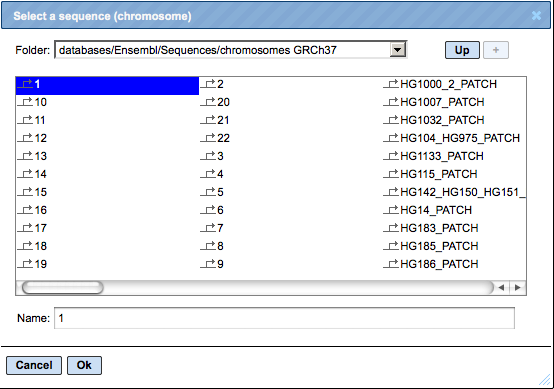 Select a sequence (chromosome)
Folder: databases/Ensembl/Sequences/chromosomes GRCh37 Up +
1 2 HG1000_2_PATCH
10 20 HG1007_PATCH
11 21 HG1032_PATCH
12 22 HG104_HG975_PATCH
13 3 HG1133_PATCH
14 4 HG115_PATCH
15 5 HG142_HG150_HG151_
16 6 HG14_PATCH
17 7 HG183_PATCH
18 8 HG185_PATCH
19 9 HG186_PATCH
Name: 1
Cancel Ok